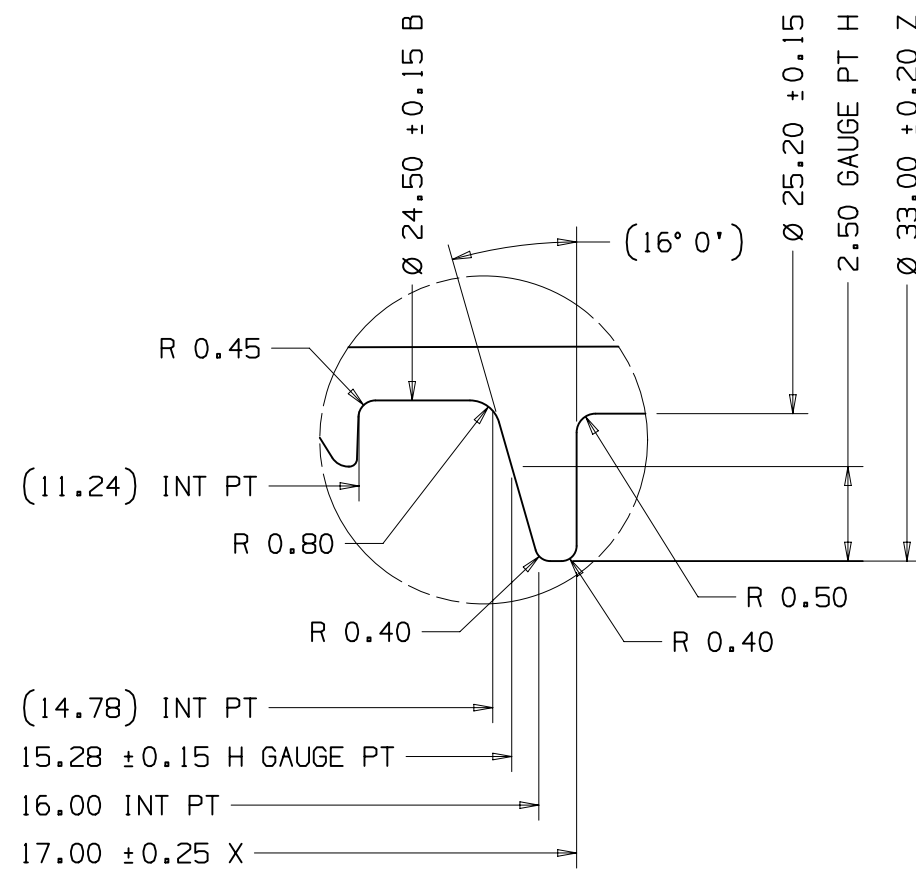 Ø 24.50 ±0.15 B
Ø 25.20 ±0.15
2.50 GAUGE PT H
Ø 33.00 ±0.20 Z
(16° 0')
R 0.45
(11.24) INT PT
R 0.80
R 0.50
R 0.40
R 0.40
(14.78) INT PT
15.28 ±0.15 H GAUGE PT
16.00 INT PT
17.00 ±0.25 X